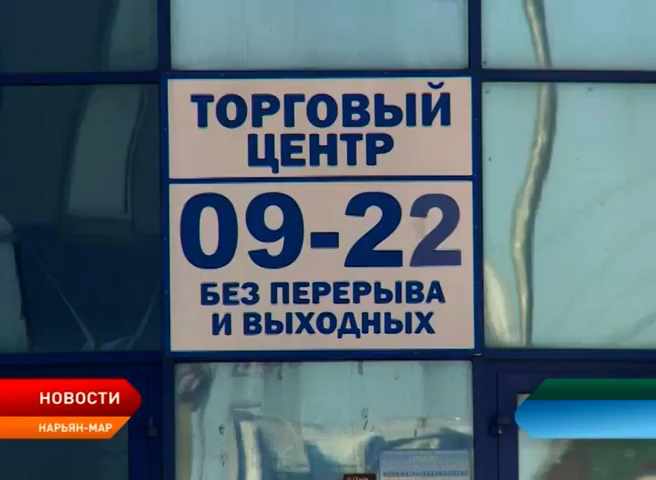 ТОРГОВЫЙ
ЦЕНТР
09-22
БЕЗ ПЕРЕРЫВА
И ВЫХОДНЫХ
НОВОСТИ
НАРЬЯН-МАР